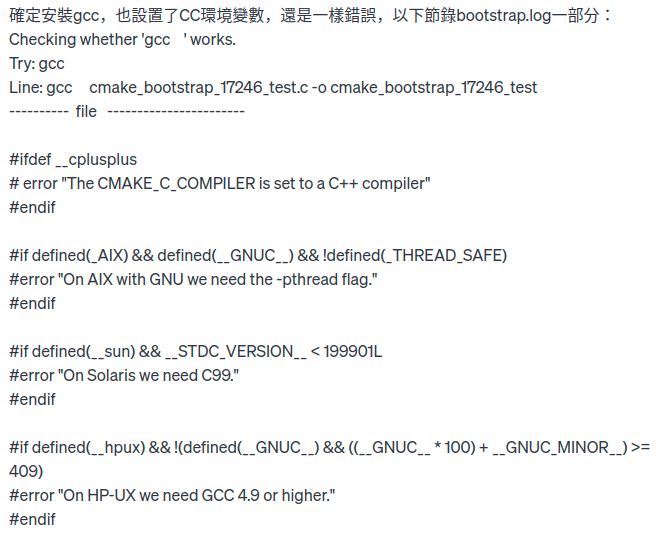 確定安裝gcc，也設置了CC環境變數，還是一樣錯誤，以下節錄bootstrap.log一部分：
Checking whether 'gcc    ' works.
Try: gcc
Line: gcc     cmake_bootstrap_17246_test.c -o cmake_bootstrap_17246_test
----------  file   -----------------------
#ifdef __cplusplus
# error "The CMAKE_C_COMPILER is set to a C++ compiler"
#endif
#if defined(_AIX) && defined(__GNUC__) && !defined(_THREAD_SAFE)
#error "On AIX with GNU we need the -pthread flag."
#endif
#if defined(__sun) && __STDC_VERSION__ < 199901L
#error "On Solaris we need C99."
#endif
#if defined(__hpux) && !(defined(__GNUC__) && ((__GNUC__ * 100) + __GNUC_MINOR__) >=
409)
#error "On HP-UX we need GCC 4.9 or higher."
#endif